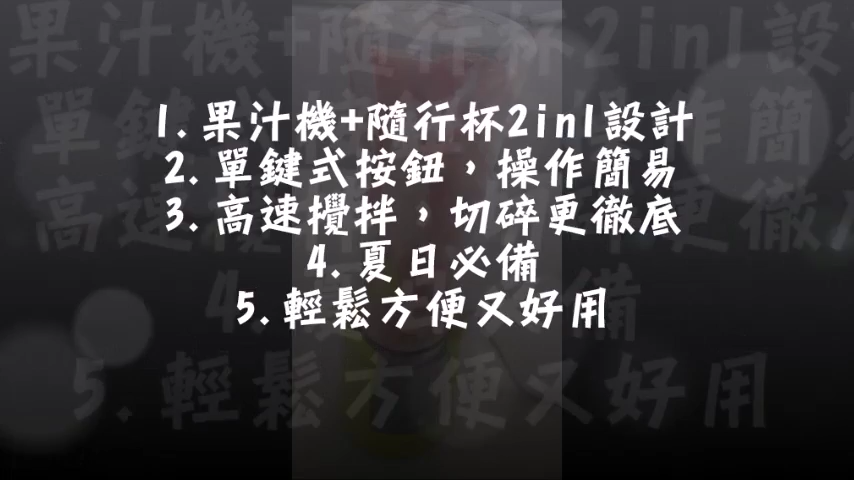 1.果汁機+隨行杯2in1設計
2.單鍵式按鈕，操作簡易
3.高速攪拌，切碎更徹底
4.夏日必備
5.輕鬆方便又好用